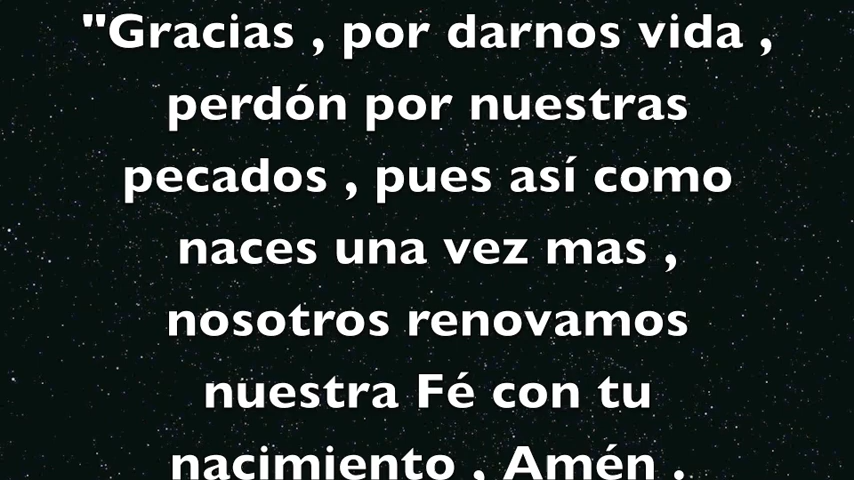 "Gracias , por darnos vida ,
perdón por nuestras
pecados , pues así como
naces una vez mas ,
nosotros renovamos
nuestra Fé con tu
nacimiento , Amén .